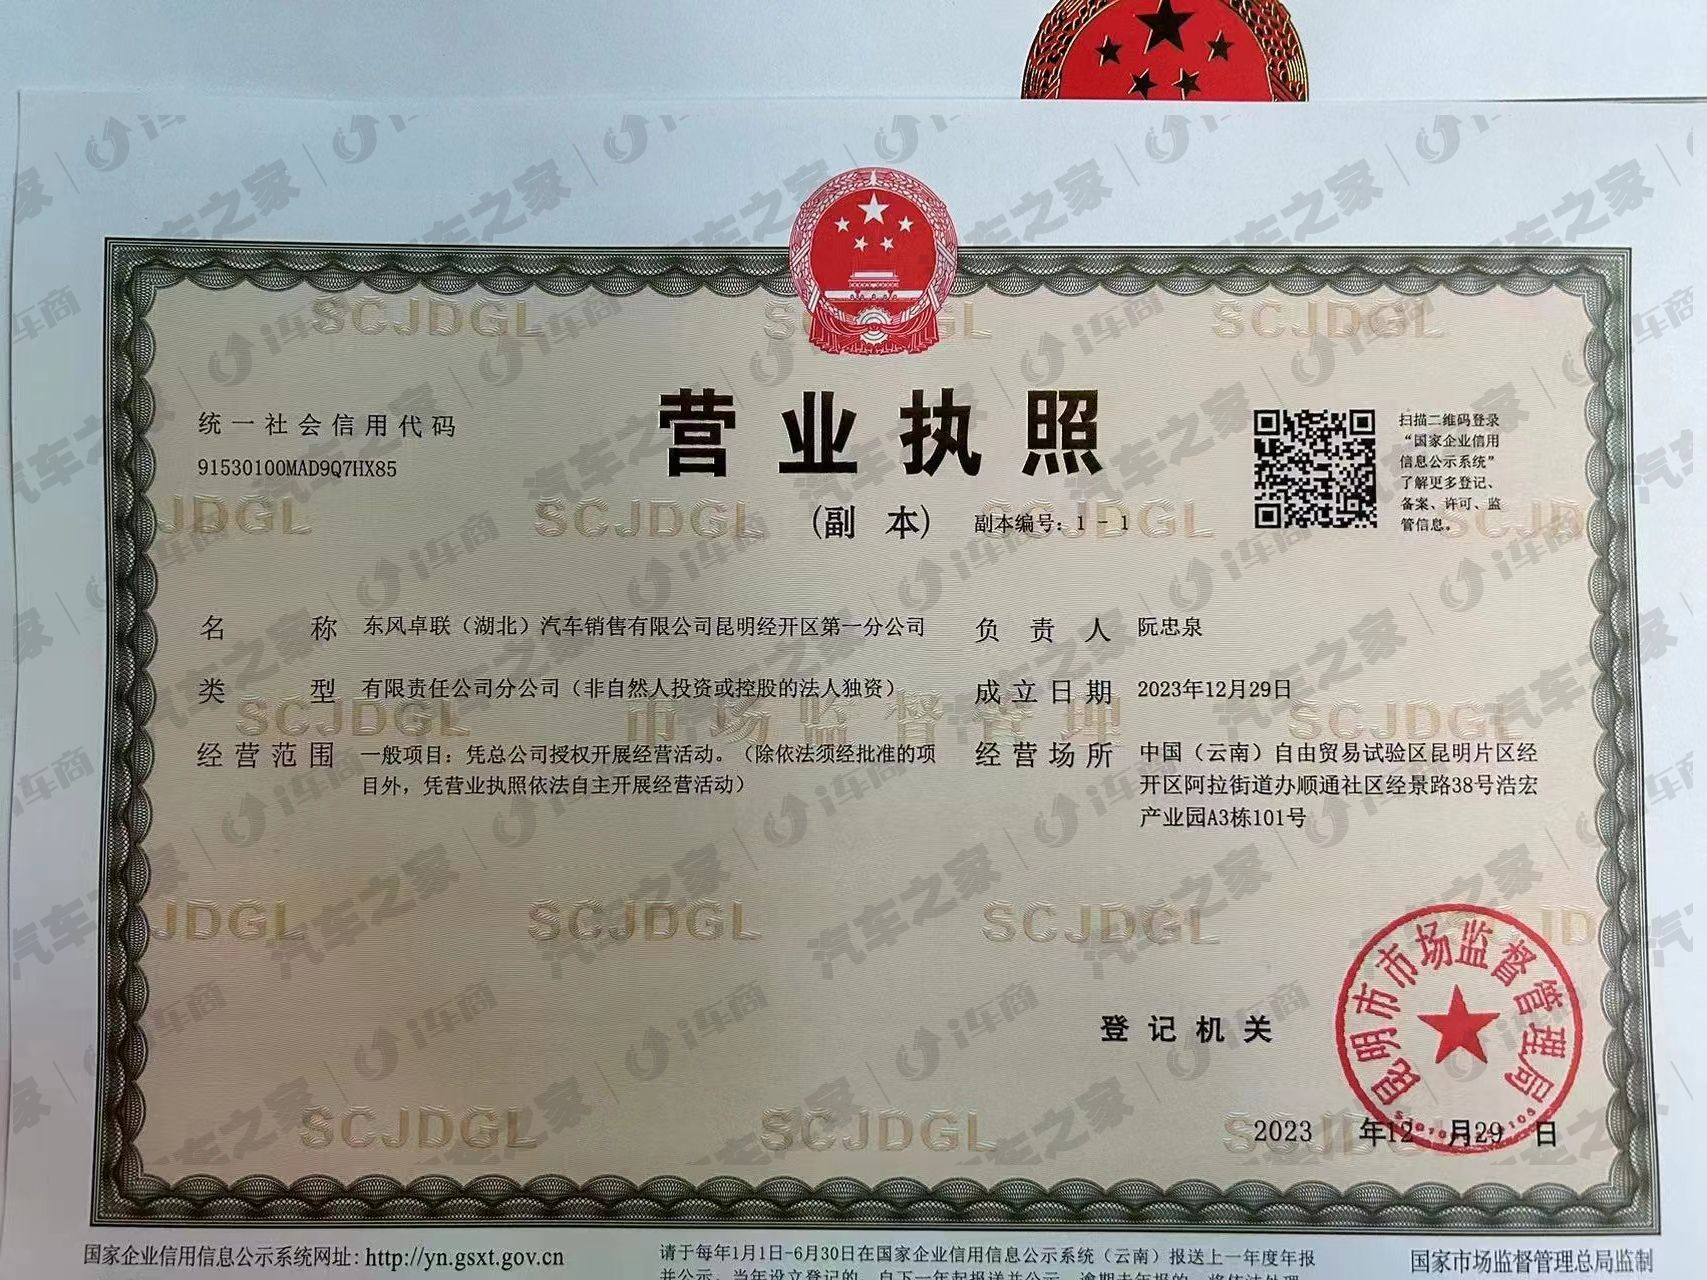 营业执照
(副 本) 副本编号：1 - 1
统一社会信用代码
91530100MAD9Q7HX85
扫描二维码登录
“国家企业信用
信息公示系统”
了解更多登记、
备案、许可、监
管信息。
名 称 东风卓联（湖北）汽车销售有限公司昆明经开区第一分公司
类 型 有限责任公司分公司（非自然人投资或控股的法人独资）
经营范围 一般项目：凭总公司授权开展经营活动。（除依法须经批准的项
目外，凭营业执照依法自主开展经营活动）
负责人 阮忠泉
成立日期 2023年12月29日
经营场所 中国（云南）自由贸易试验区昆明片区经
开区阿拉街道办顺通社区经景路38号浩宏
产业园A3栋101号
登记机关
昆明市市场监督管理局
2023 年12 月29 日
国家企业信用信息公示系统网址：http://yn.gsxt.gov.cn
请于每年1月1日-6月30日在国家企业信用信息公示系统（云南）报送上一年度年报
国家市场监督管理总局监制
SCJDGL
市场监督管理
汽车之家
i车商